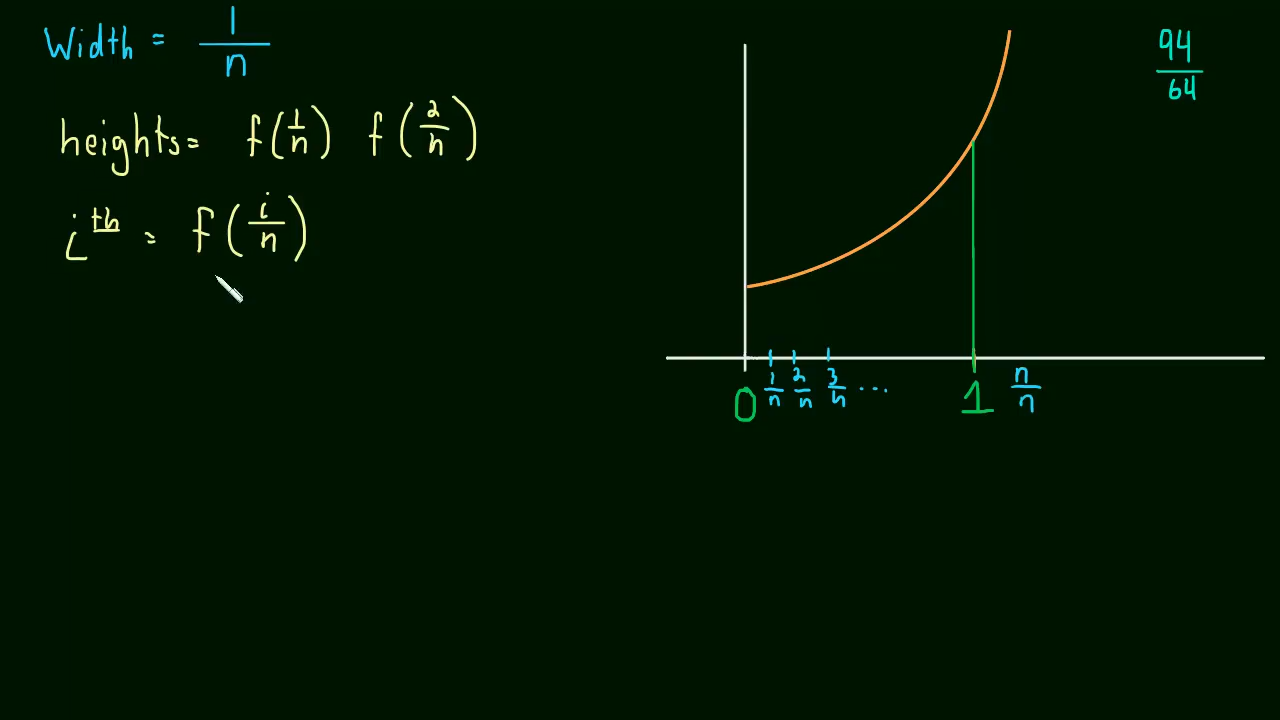 Width = 1/n
heights = f(1/n) f(2/n)
i th = f(i/n)
94/64
0 1/n 2/n 3/n ... 1 n/n